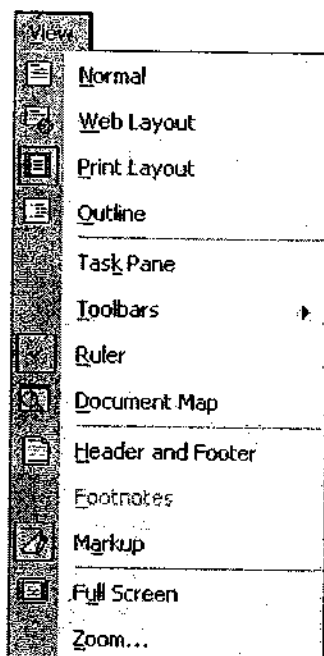 View
Normal
Web Layout
Print Layout
Outline
Task Pane
Toolbars
Ruler
Document Map
Header and Footer
Footnotes
Markup
Full Screen
Zoom...